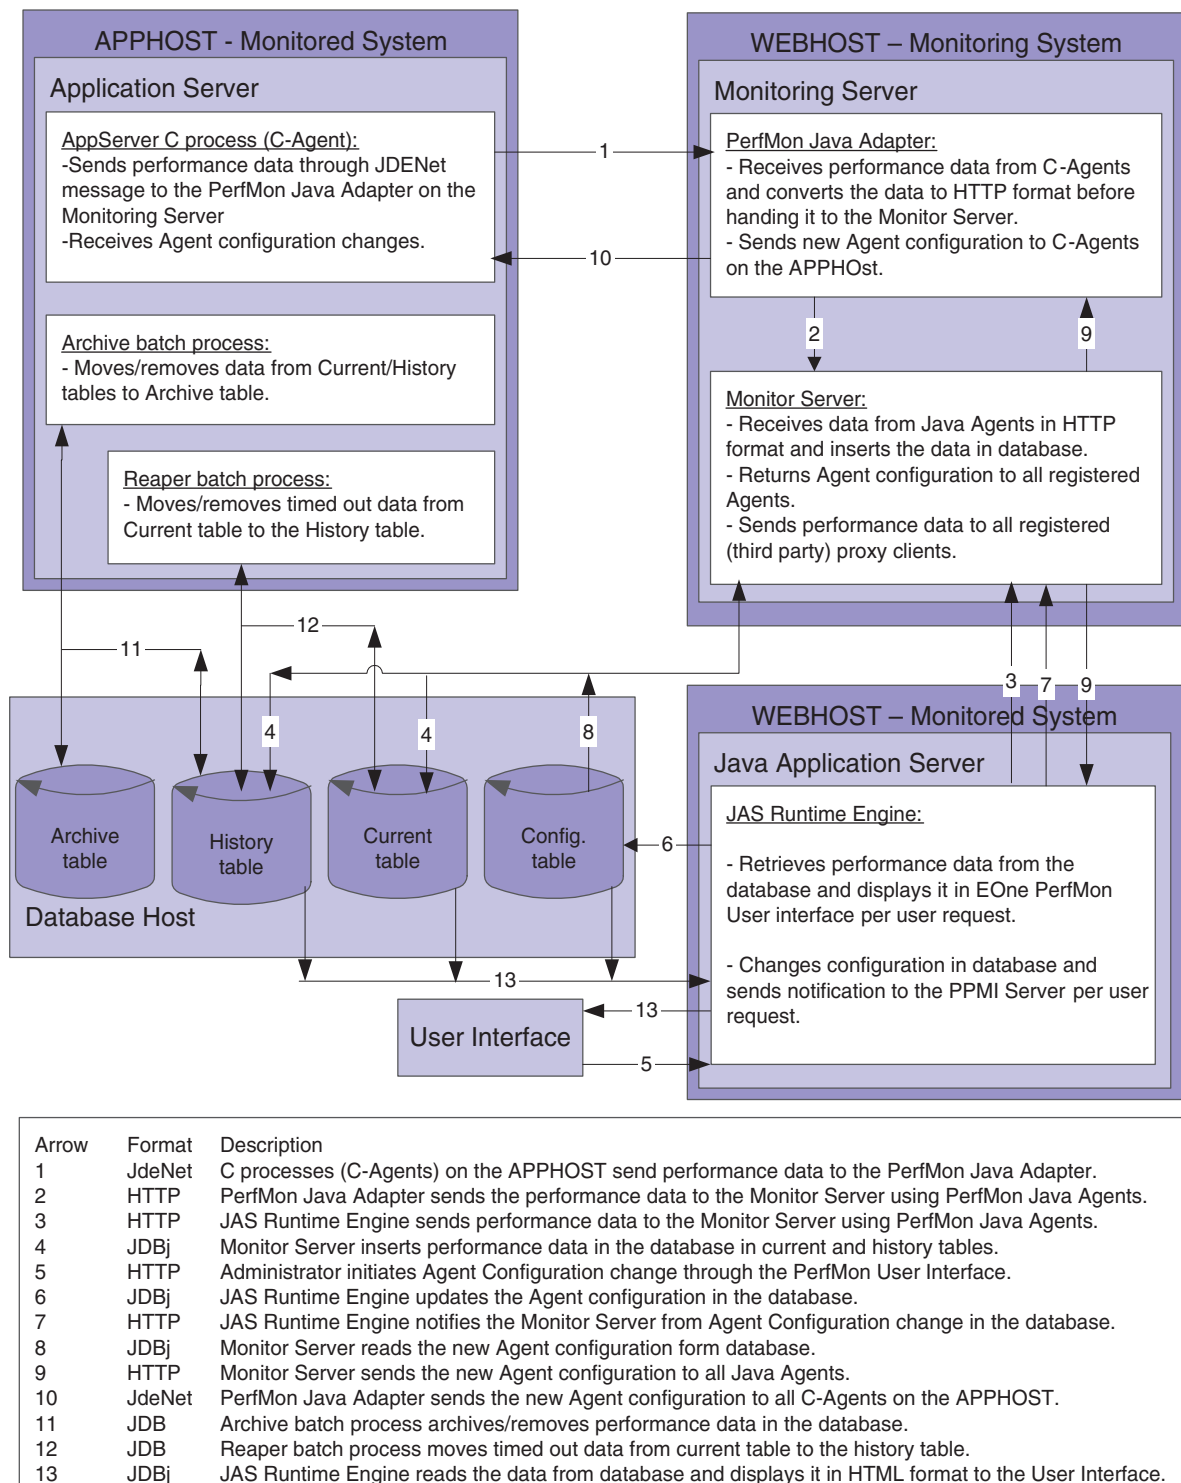 APPHOST - Monitored System
Application Server
AppServer C process (C-Agent):
-Sends performance data through JDENet
message to the PerfMon Java Adapter on the
Monitoring Server
-Receives Agent configuration changes.
Archive batch process:
- Moves/removes data from Current/History
tables to Archive table.
Reaper batch process:
- Moves/removes timed out data from
Current table to the History table.
WEBHOST – Monitoring System
Monitoring Server
PerfMon Java Adapter:
- Receives performance data from C-Agents
and converts the data to HTTP format before
handing it to the Monitor Server.
- Sends new Agent configuration to C-Agents
on the APPHOst.
1
10
2
9
Monitor Server:
- Receives data from Java Agents in HTTP
format and inserts the data in database.
- Returns Agent configuration to all registered
Agents.
- Sends performance data to all registered
(third party) proxy clients.
12
11
4
4
8
3
7
9
Archive
table
History
table
Current
table
Config.
table
Database Host
WEBHOST – Monitored System
Java Application Server
JAS Runtime Engine:
- Retrieves performance data from the
database and displays it in EOne PerfMon
User interface per user request.
- Changes configuration in database and
sends notification to the PPMI Server per user
request.
6
13
13
5
User Interface
Arrow Format Description
1 JdeNet C processes (C-Agents) on the APPHOST send performance data to the PerfMon Java Adapter.
2 HTTP PerfMon Java Adapter sends the performance data to the Monitor Server using PerfMon Java Agents.
3 HTTP JAS Runtime Engine sends performance data to the Monitor Server using PerfMon Java Agents.
4 JDBj Monitor Server inserts performance data in the database in current and history tables.
5 HTTP Administrator initiates Agent Configuration change through the PerfMon User Interface.
6 JDBj JAS Runtime Engine updates the Agent configuration in the database.
7 HTTP JAS Runtime Engine notifies the Monitor Server from Agent Configuration change in the database.
8 JDBj Monitor Server reads the new Agent configuration form database.
9 HTTP Monitor Server sends the new Agent configuration to all Java Agents.
10 JdeNet PerfMon Java Adapter sends the new Agent configuration to all C-Agents on the APPHOST.
11 JDB Archive batch process archives/removes performance data in the database.
12 JDB Reaper batch process moves timed out data from current table to the history table.
13 JDBj JAS Runtime Engine reads the data from database and displays it in HTML format to the User Interface.